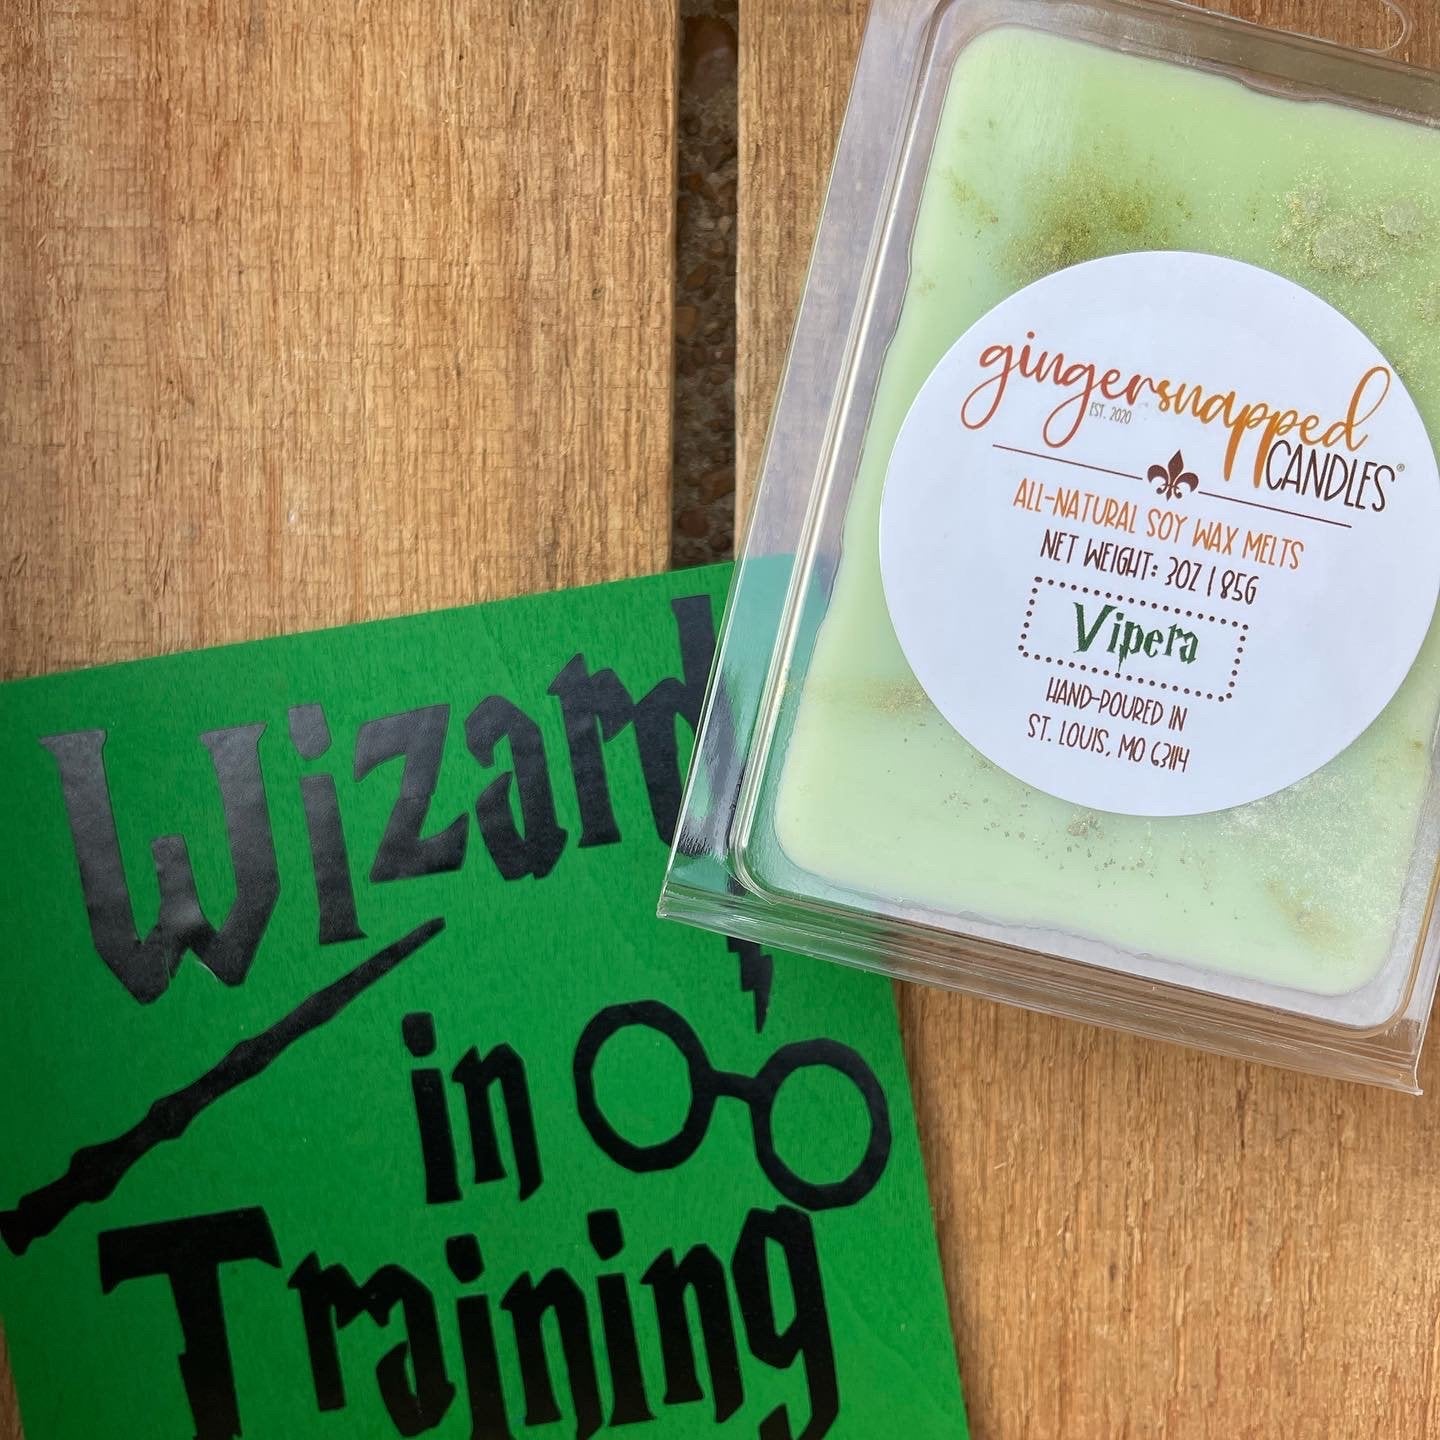 gingersnapped
EST. 2020
CANDLES®
ALL-NATURAL SOY WAX MELTS
NET WEIGHT: 3OZ | 85G
Vipera
HAND-POURED IN
ST. LOUIS, MO 63114
Wizard
in
Training